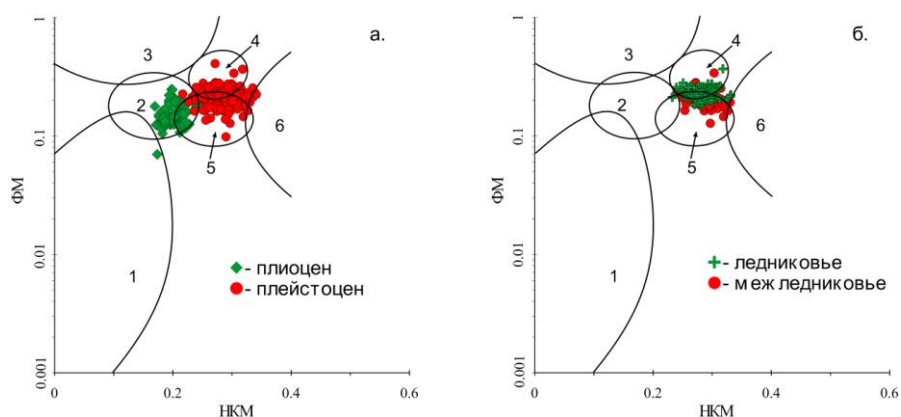 1
а.
3
4
2
0.1
6
5
ФМ
0.01
1
◆- плиоцен
●- плейстоцен
0.001
0
0.2
0.4
0.6
НКМ
1
б.
3
4
2
0.1
6
5
ФМ
0.01
1
+- ледниковье
●- межледниковье
0.001
0
0.2
0.4
0.6
НКМ